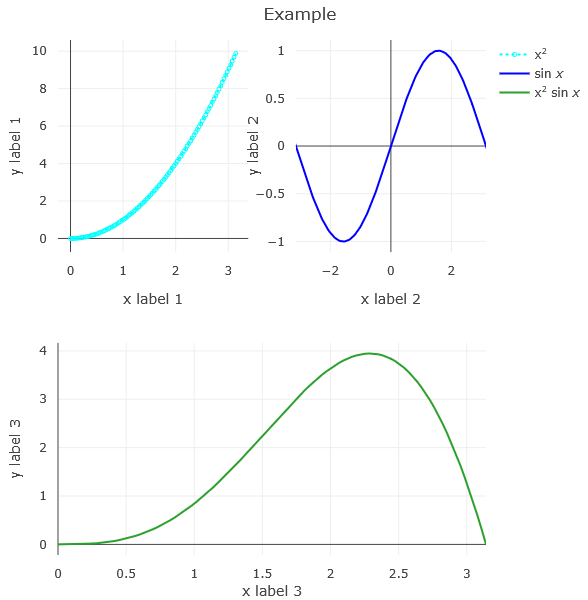 Example
y label 1
10
8
6
4
2
0
0 1 2 3
x label 1
y label 2
1
0.5
0
−0.5
−1
−2 0 2
x label 2
x²
sin x
x² sin x
y label 3
4
3
2
1
0
0 0.5 1 1.5 2 2.5 3
x label 3